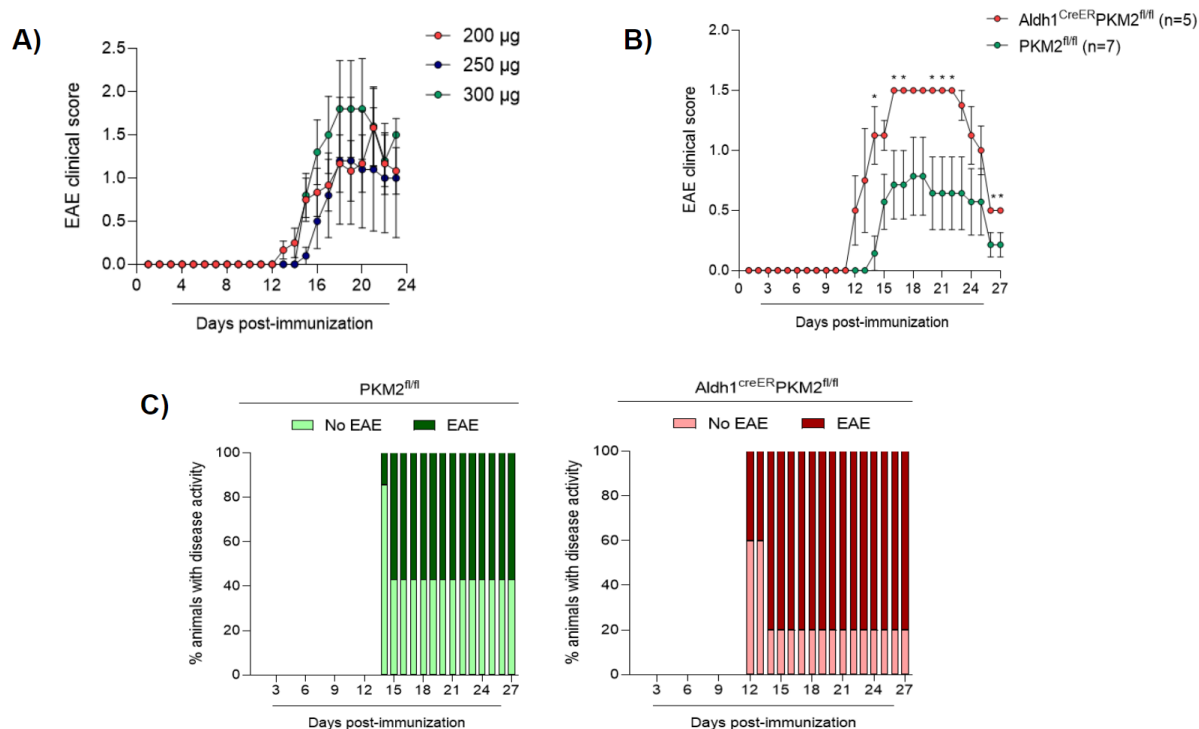 A)
200 µg
250 µg
300 µg
EAE clinical score
2.5
2.0
1.5
1.0
0.5
0.0
0 4 8 12 16 20 24
Days post-immunization
B)
Aldh1CreERPKM2fl/fl (n=5)
PKM2fl/fl (n=7)
EAE clinical score
2.0
1.5
1.0
0.5
0.0
* * * * * *
* *
0 3 6 9 12 15 18 21 24 27
Days post-immunization
C)
PKM2fl/fl
No EAE EAE
% animals with disease activity
100
80
60
40
20
0
3 6 9 12 15 18 21 24 27
Days post-immunization
Aldh1creERPKM2fl/fl
No EAE EAE
% animals with disease activity
100
80
60
40
20
0
3 6 9 12 15 18 21 24 27
Days post-immunization